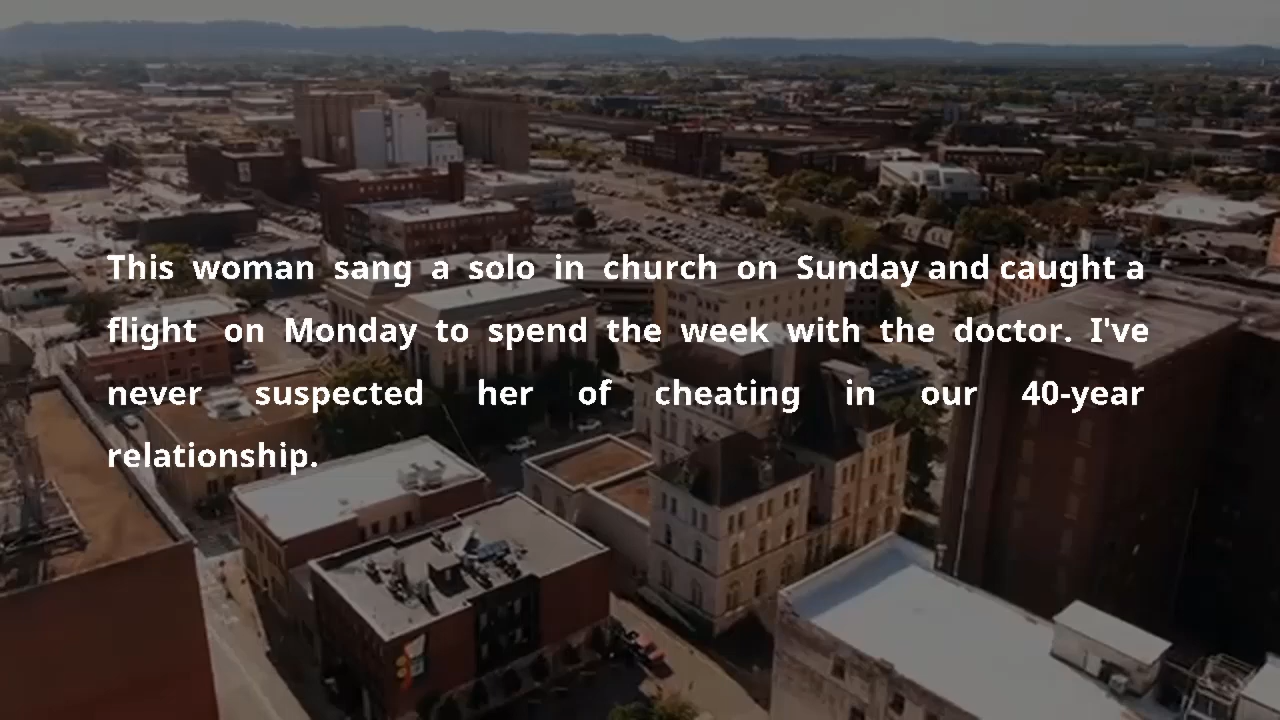 This woman sang a solo in church on Sunday and caught a
flight on Monday to spend the week with the doctor. I've
never suspected her of cheating in our 40-year
relationship.